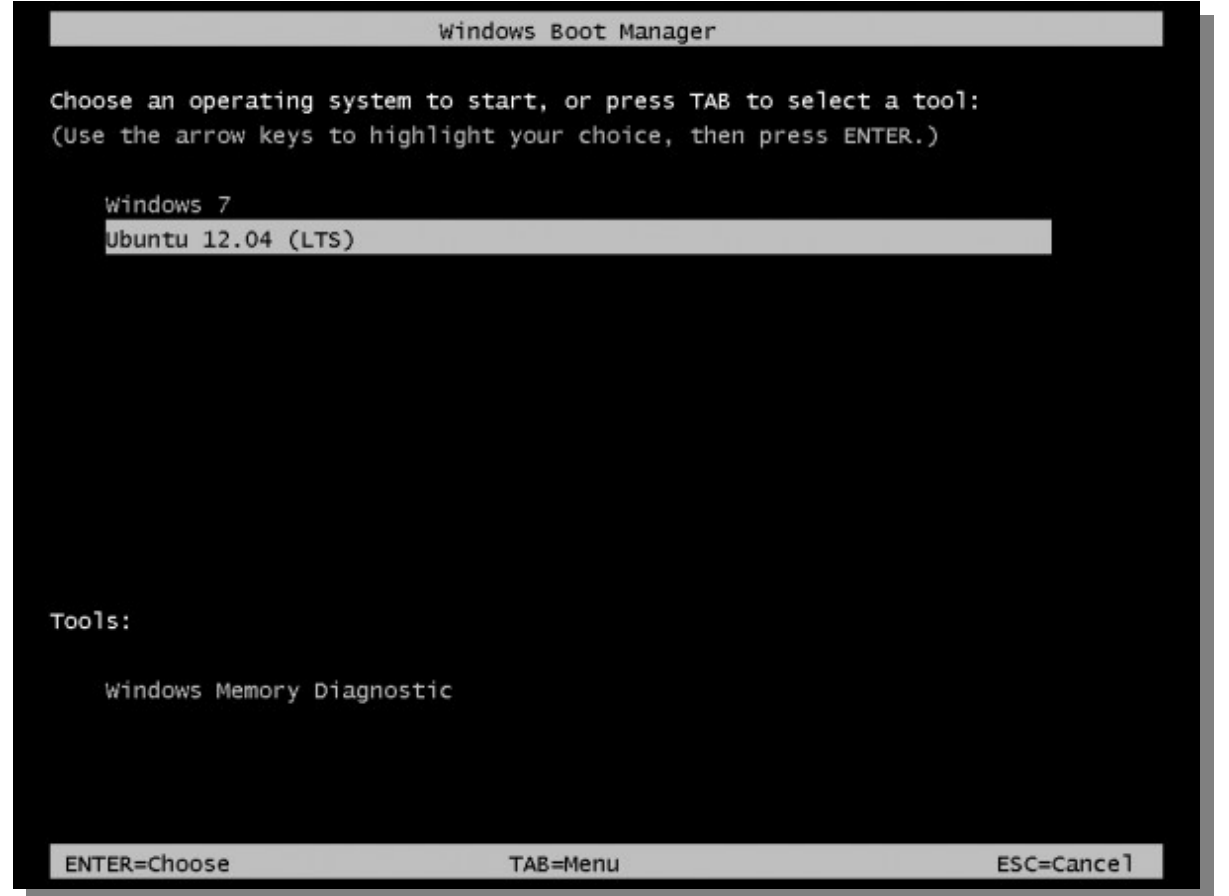 Windows Boot Manager
Choose an operating system to start, or press TAB to select a tool:
(Use the arrow keys to highlight your choice, then press ENTER.)
Windows 7
Ubuntu 12.04 (LTS)
Tools:
Windows Memory Diagnostic
ENTER=Choose TAB=Menu ESC=Cancel